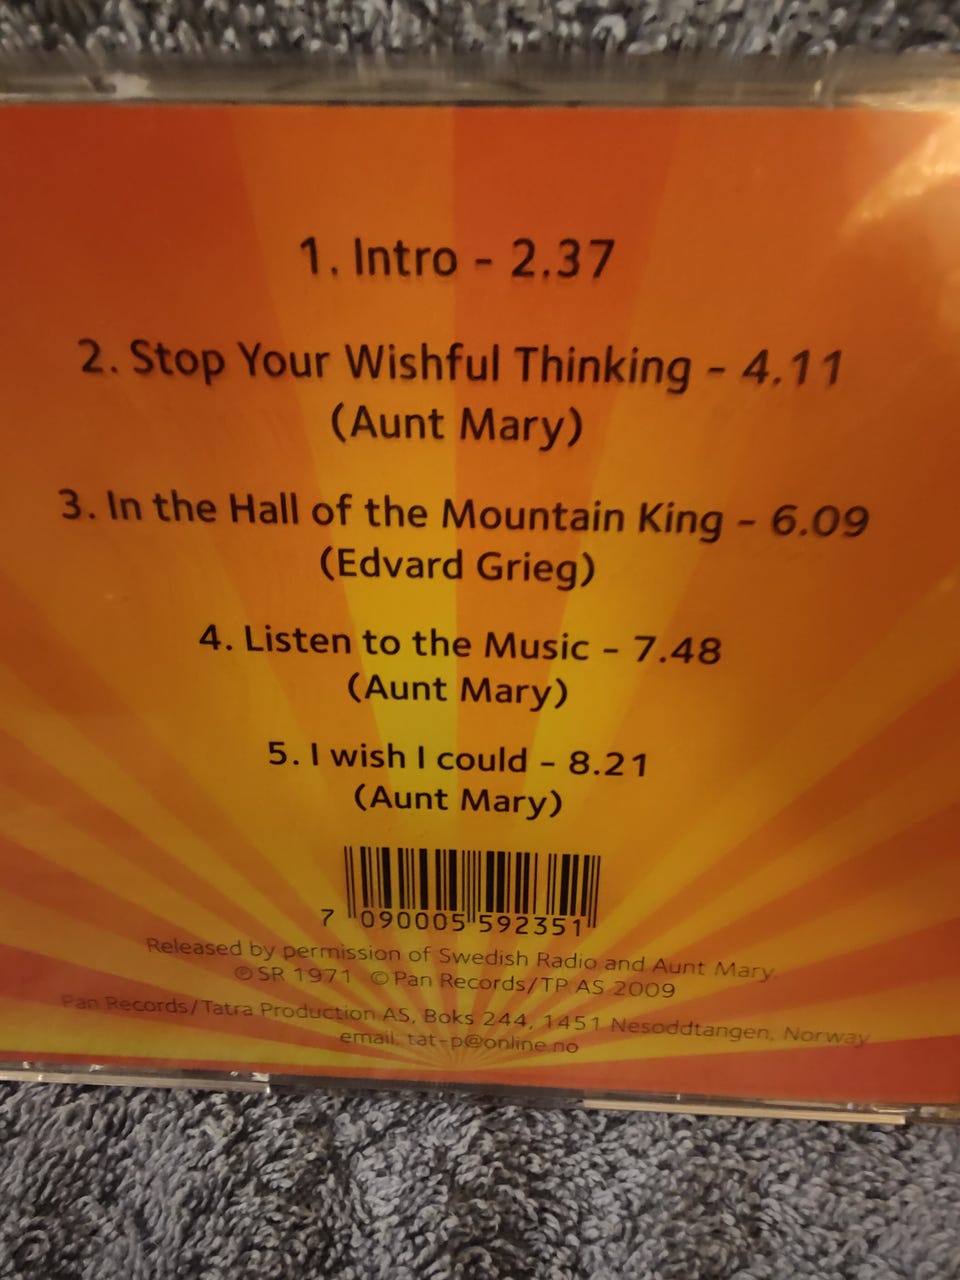 1. Intro - 2.37
2. Stop Your Wishful Thinking - 4.11
(Aunt Mary)
3. In the Hall of the Mountain King - 6.09
(Edvard Grieg)
4. Listen to the Music - 7.48
(Aunt Mary)
5. I wish I could - 8.21
(Aunt Mary)
7 090005 592351
Released by permission of Swedish Radio and Aunt Mary.
℗ SR 1971 © Pan Records/TP AS 2009
Pan Records/Tatra Production AS, Boks 244, 1451 Nesoddtangen, Norway
email: tat-p@online.no